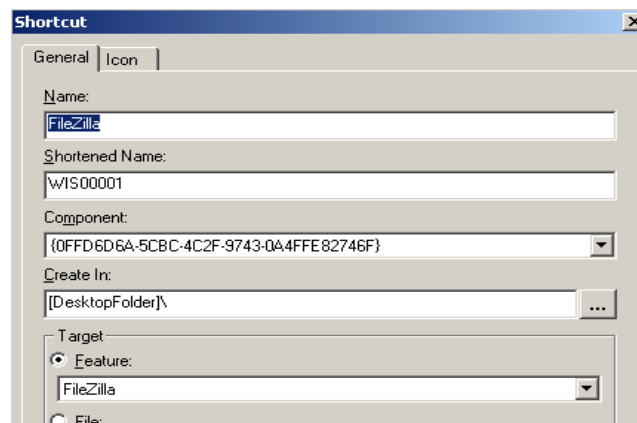 Shortcut
General Icon
Name:
FileZilla
Shortened Name:
WIS00001
Component:
{0FFD6D6A-5CBC-4C2F-9743-0A4FFE82746F}
Create In:
[DesktopFolder]\
...
Target
Feature:
FileZilla
File: